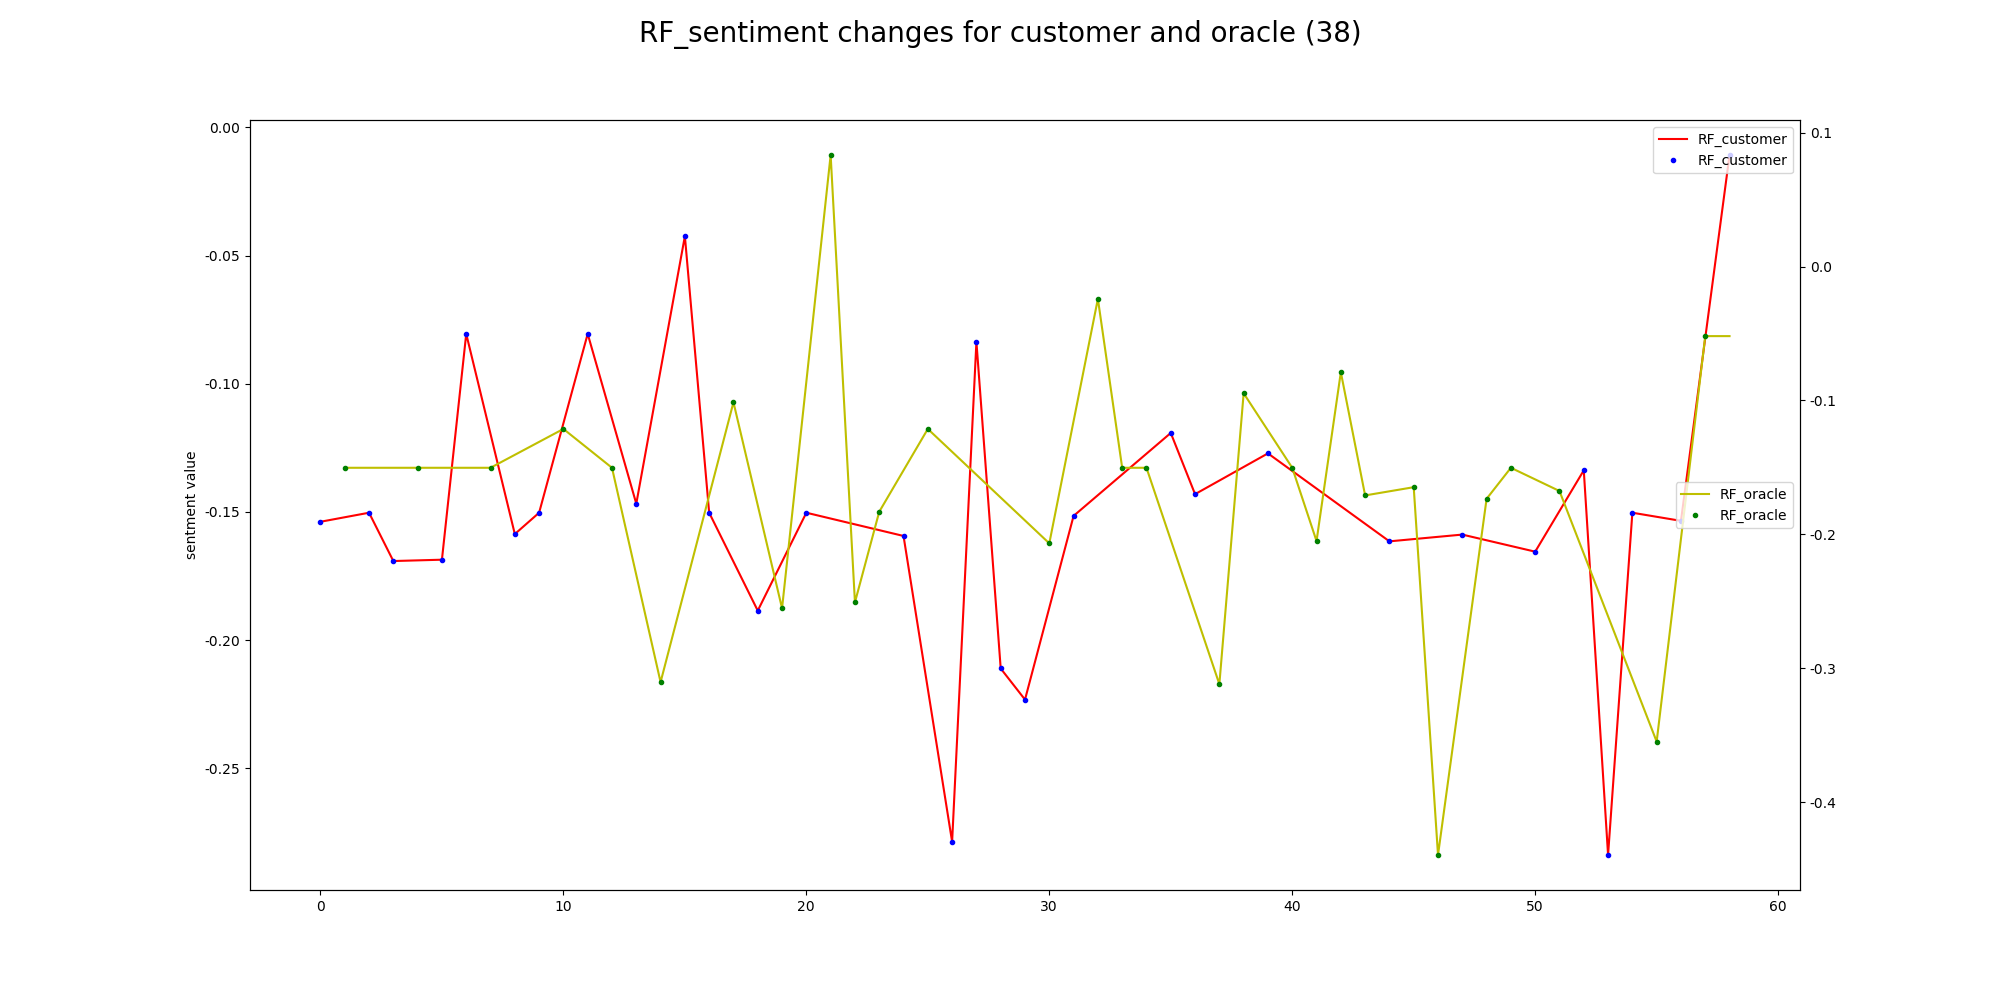 RF_sentiment changes for customer and oracle (38)
0.00
-0.05
-0.10
-0.15
-0.20
-0.25
sentment value
0.1
0.0
-0.1
-0.2
-0.3
-0.4
RF_customer
RF_customer
RF_oracle
RF_oracle
0 10 20 30 40 50 60